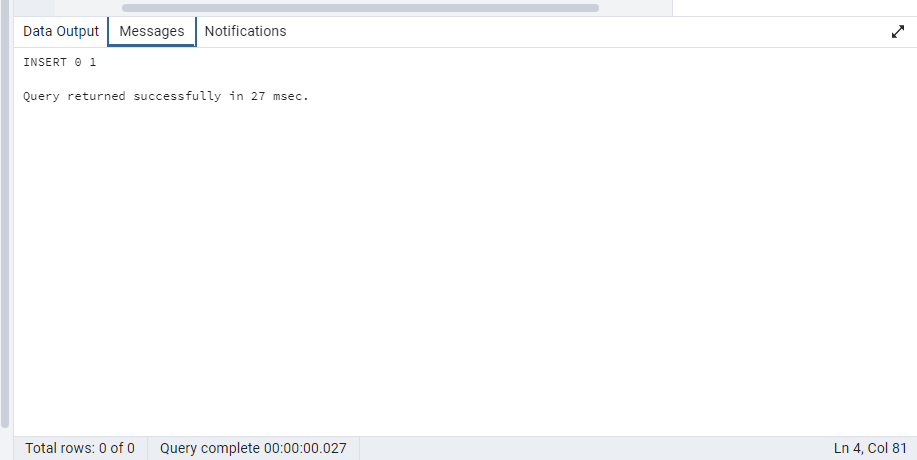 Data Output Messages Notifications
INSERT 0 1
Query returned successfully in 27 msec.
Total rows: 0 of 0 Query complete 00:00:00.027 Ln 4, Col 81